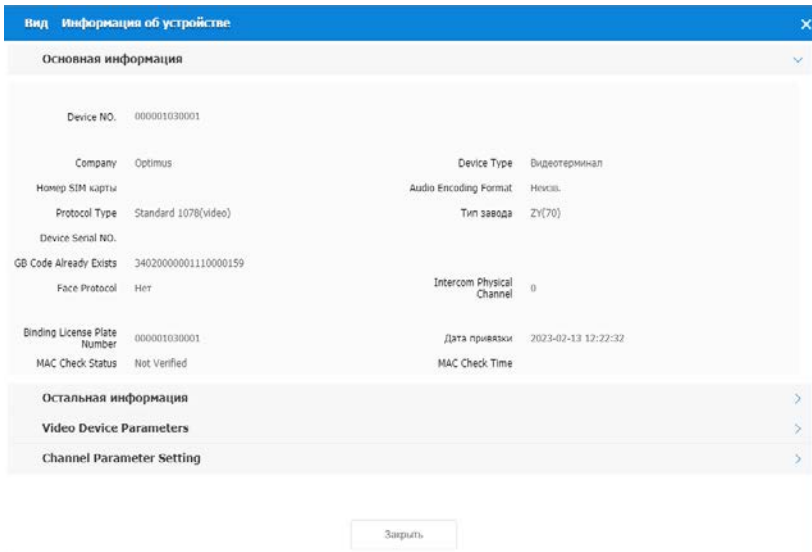 Вид Информация об устройстве
Основная информация
Device NO. 000001030001
Company Optimus Device Type Видеотерминал
Номер SIM карты Audio Encoding Format Неизв.
Protocol Type Standard 1078(video) Тип завода ZY(70)
Device Serial NO.
GB Code Already Exists 34020000001110000159
Face Protocol Нет Intercom Physical Channel 0
Binding License Plate Number 000001030001 Дата привязки 2023-02-13 12:22:32
MAC Check Status Not Verified MAC Check Time
Остальная информация
Video Device Parameters
Channel Parameter Setting
Закрыть